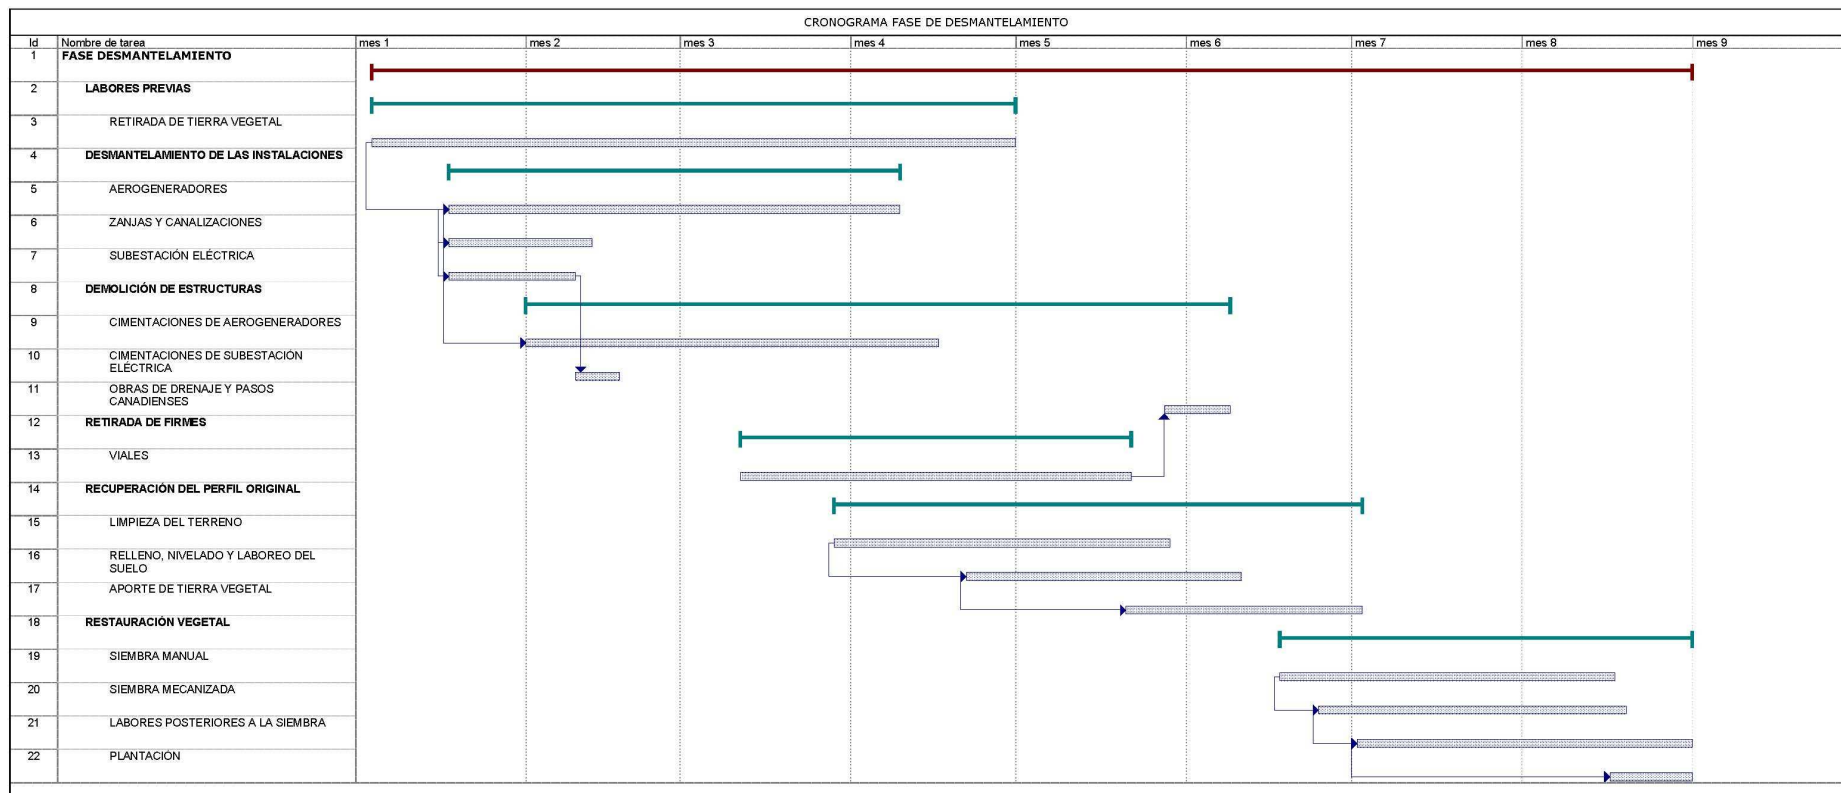 CRONOGRAMA FASE DE DESMANTELAMIENTO
Id Nombre de tarea mes 1 mes 2 mes 3 mes 4 mes 5 mes 6 mes 7 mes 8 mes 9
1 FASE DESMANTELAMIENTO
2 LABORES PREVIAS
3 RETIRADA DE TIERRA VEGETAL
4 DESMANTELAMIENTO DE LAS INSTALACIONES
5 AEROGENERADORES
6 ZANJAS Y CANALIZACIONES
7 SUBESTACIÓN ELÉCTRICA
8 DEMOLICIÓN DE ESTRUCTURAS
9 CIMENTACIONES DE AEROGENERADORES
10 CIMENTACIONES DE SUBESTACIÓN
ELÉCTRICA
11 OBRAS DE DRENAJE Y PASOS
CANADIENSES
12 RETIRADA DE FIRMES
13 VIALES
14 RECUPERACIÓN DEL PERFIL ORIGINAL
15 LIMPIEZA DEL TERRENO
16 RELLENO, NIVELADO Y LABOREO DEL
SUELO
17 APORTE DE TIERRA VEGETAL
18 RESTAURACIÓN VEGETAL
19 SIEMBRA MANUAL
20 SIEMBRA MECANIZADA
21 LABORES POSTERIORES A LA SIEMBRA
22 PLANTACIÓN